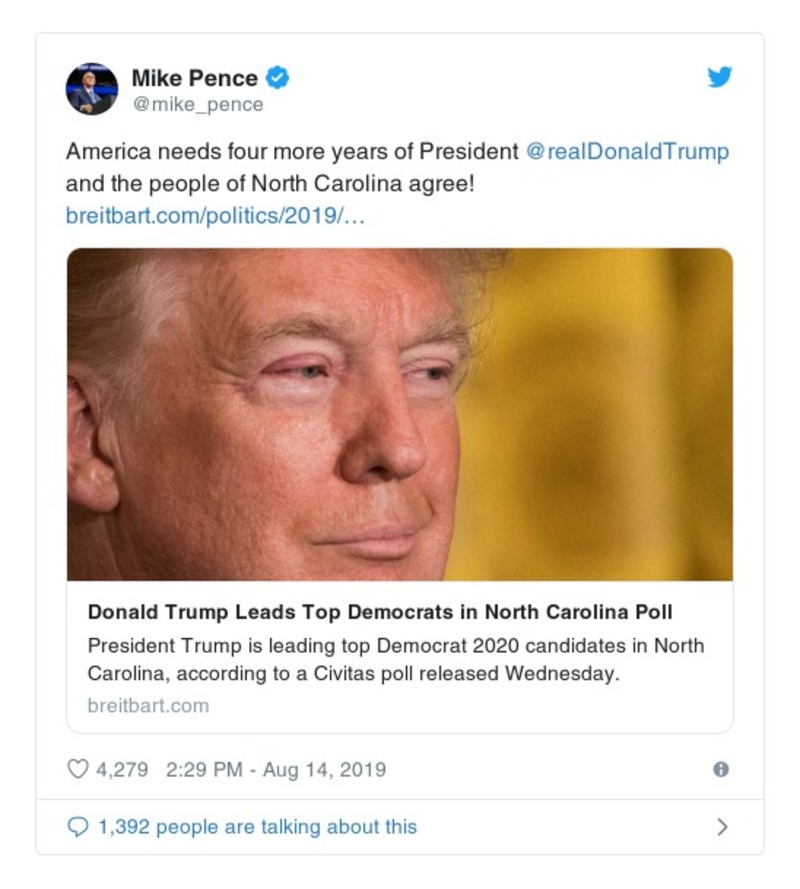 Mike Pence
@mike_pence
America needs four more years of President @realDonaldTrump
and the people of North Carolina agree!
breitbart.com/politics/2019/…
Donald Trump Leads Top Democrats in North Carolina Poll
President Trump is leading top Democrat 2020 candidates in North
Carolina, according to a Civitas poll released Wednesday.
breitbart.com
4,279 2:29 PM - Aug 14, 2019
1,392 people are talking about this